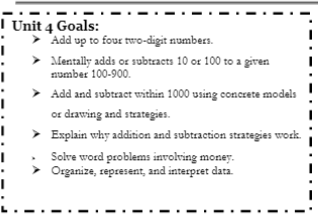 Unit 4 Goals:
➤ Add up to four two-digit numbers.
➤ Mentally adds or subtracts 10 or 100 to a given
number 100-900.
➤ Add and subtract within 1000 using concrete models
or drawing and strategies.
➤ Explain why addition and subtraction strategies work.
➤ Solve word problems involving money.
➤ Organize, represent, and interpret data.